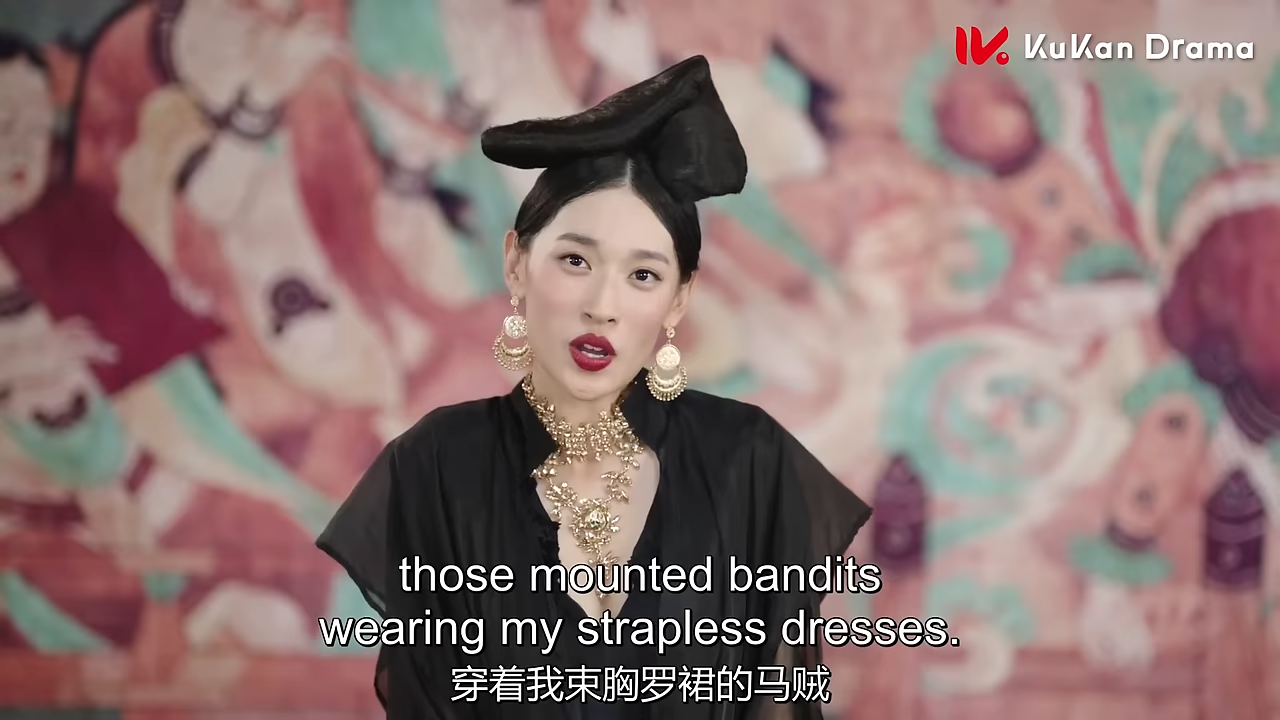 KuKan Drama
those mounted bandits
wearing my strapless dresses.
穿着我束胸罗裙的马贼